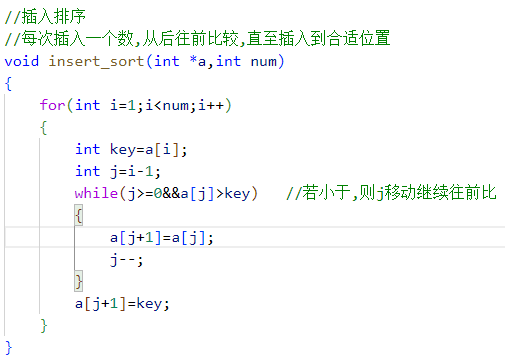 //插入排序
//每次插入一个数,从后往前比较,直至插入到合适位置
void insert_sort(int *a,int num)
{
    for(int i=1;i<num;i++)
    {
        int key=a[i];
        int j=i-1;
        while(j>=0&&a[j]>key)   //若小于,则j移动继续往前比
        {
            a[j+1]=a[j];
            j--;
        }
        a[j+1]=key;
    }
}